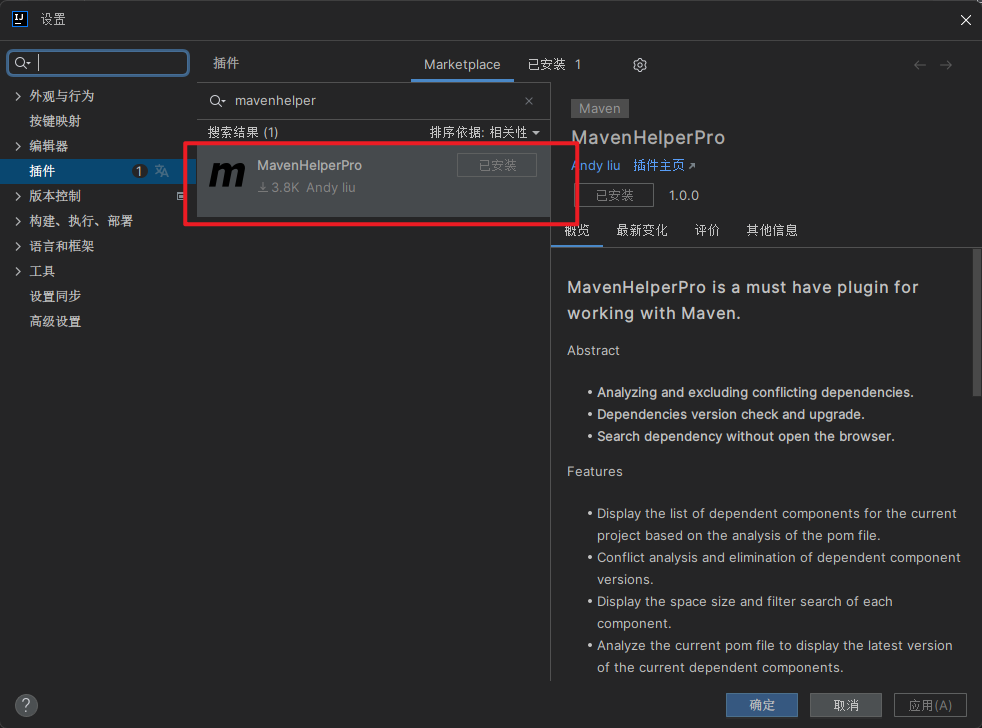 设置
外观与行为
按键映射
编辑器
插件 1
版本控制
构建、执行、部署
语言和框架
工具
设置同步
高级设置
插件 Marketplace 已安装 1
mavenhelper
搜索结果 (1) 排序依据: 相关性
m MavenHelperPro 已安装
3.8K Andy liu
Maven
MavenHelperPro
Andy liu 插件主页
已安装 1.0.0
概览 最新变化 评价 其他信息
MavenHelperPro is a must have plugin for
working with Maven.
Abstract
• Analyzing and excluding conflicting dependencies.
• Dependencies version check and upgrade.
• Search dependency without open the browser.
Features
• Display the list of dependent components for the current
project based on the analysis of the pom file.
• Conflict analysis and elimination of dependent component
versions.
• Display the space size and filter search of each
component.
• Analyze the current pom file to display the latest version
of the current dependent components.
? 确定 取消 应用(A)